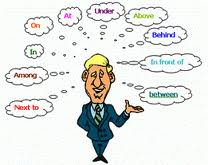 At
Under
Above
On
Behind
In
In front of
Among
between
Next to